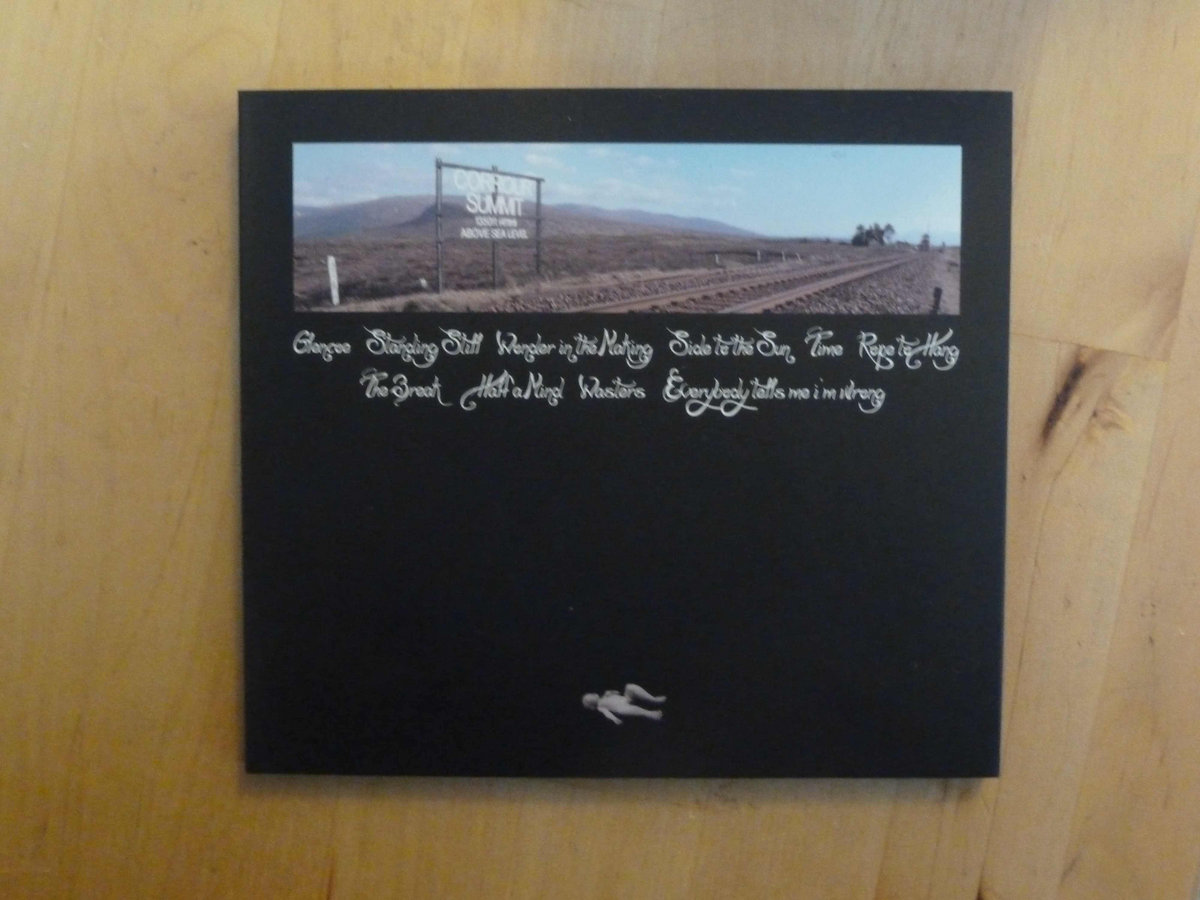 CORROUR
SUMMIT
1350ft
ABOVE SEA LEVEL
Glencoe Standing Still Wonder in the Making Side to the Sun Time Rope to Hang
The Break Half a Mind Wasters Everybody tells me i'm wrong